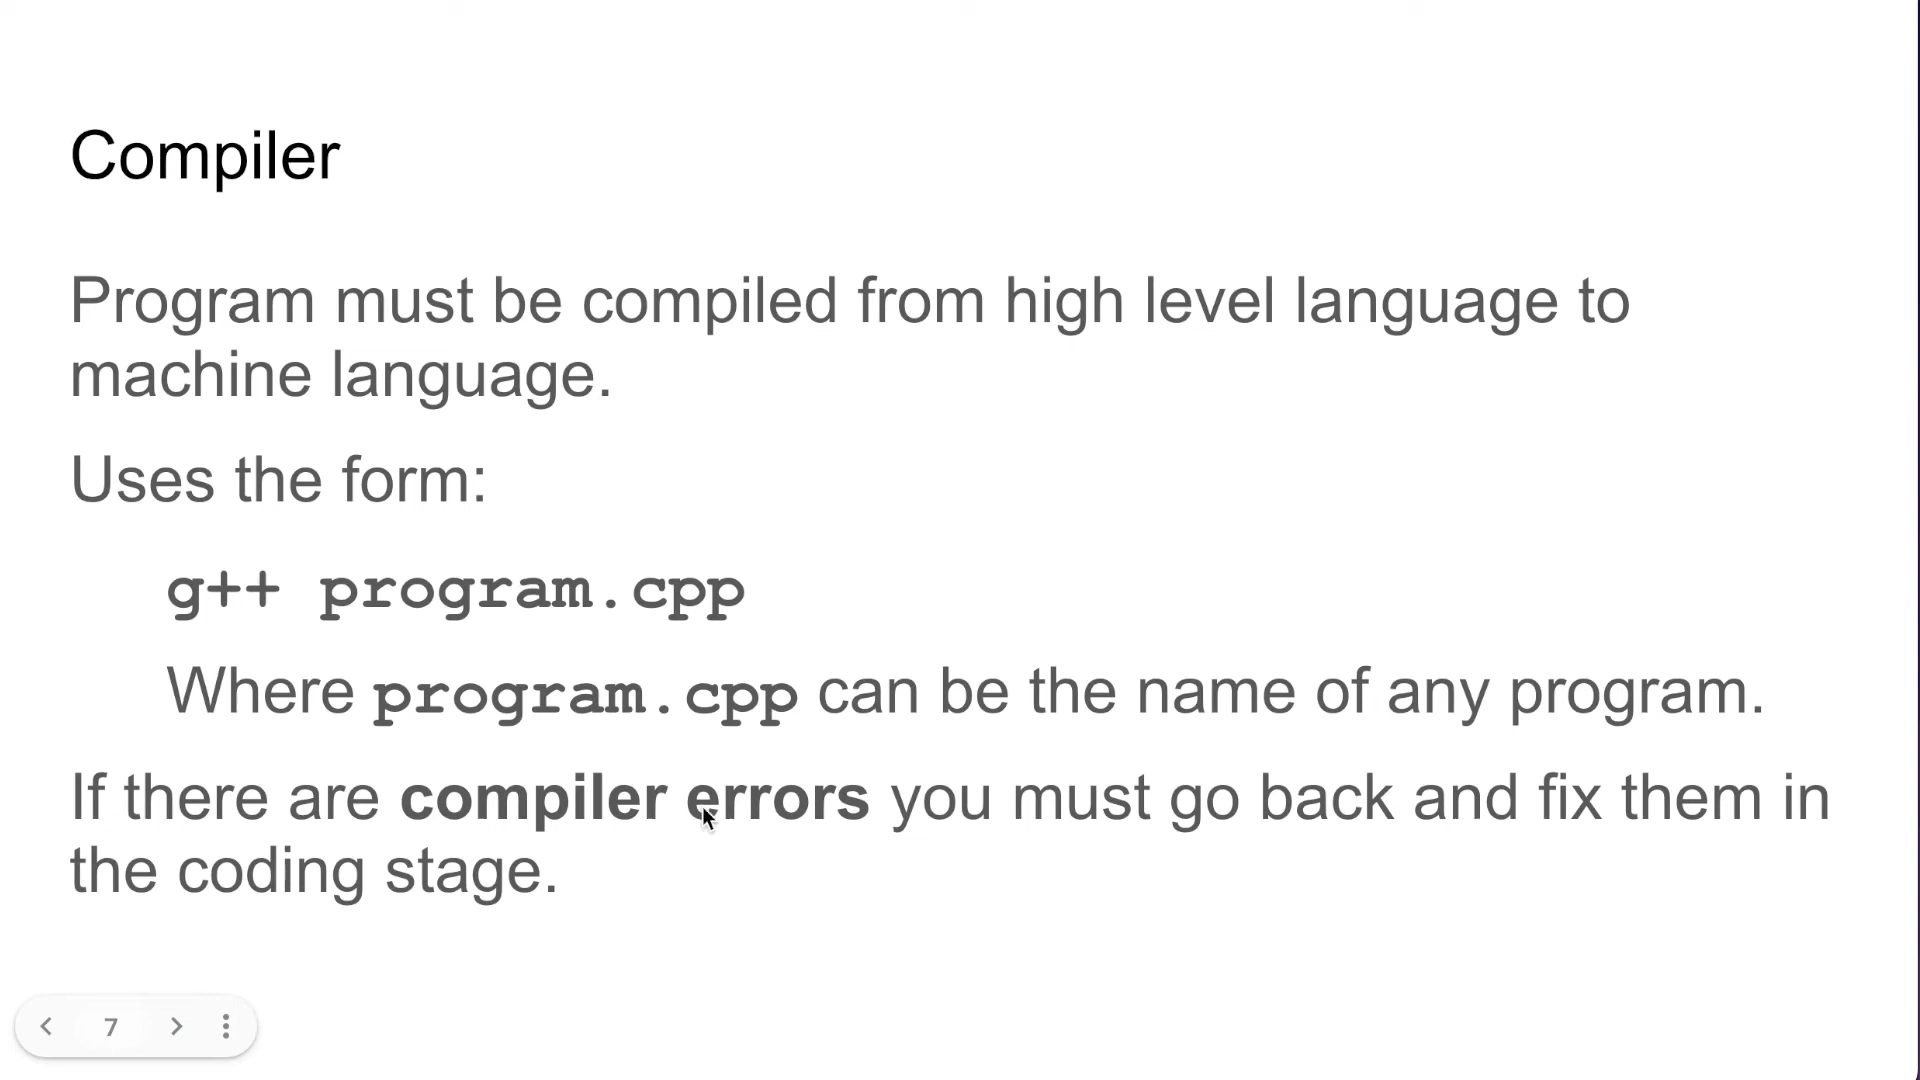 Compiler
Program must be compiled from high level language to
machine language.
Uses the form:
g++ program.cpp
Where program.cpp can be the name of any program.
If there are compiler errors you must go back and fix them in
the coding stage.
7